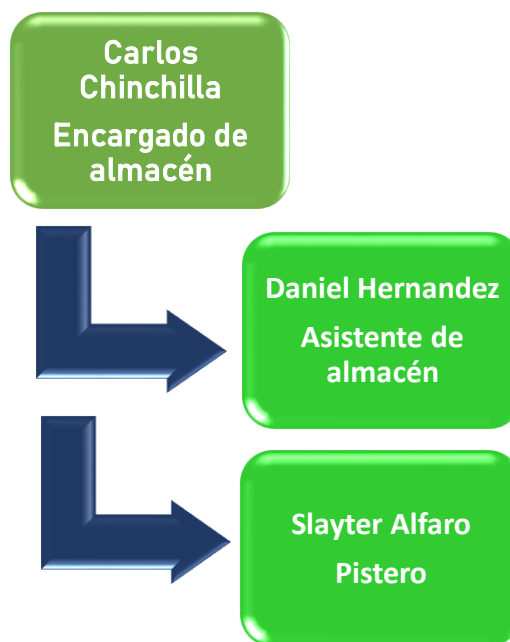 Carlos
Chinchilla
Encargado de
almacén
Daniel Hernandez
Asistente de
almacén
Slayter Alfaro
Pistero